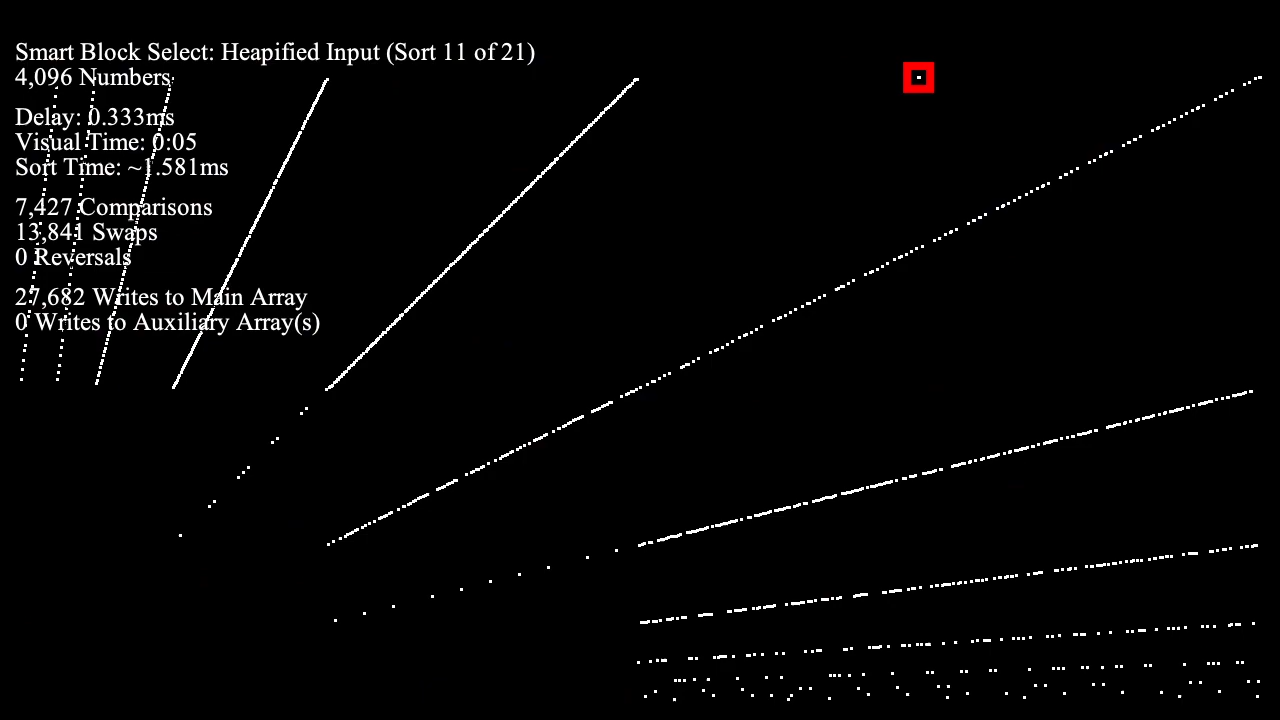 Smart Block Select: Heapified Input (Sort 11 of 21)
4,096 Numbers
Delay: 0.333ms
Visual Time: 0:05
Sort Time: ~1.581ms
7,427 Comparisons
13,841 Swaps
0 Reversals
27,682 Writes to Main Array
0 Writes to Auxiliary Array(s)